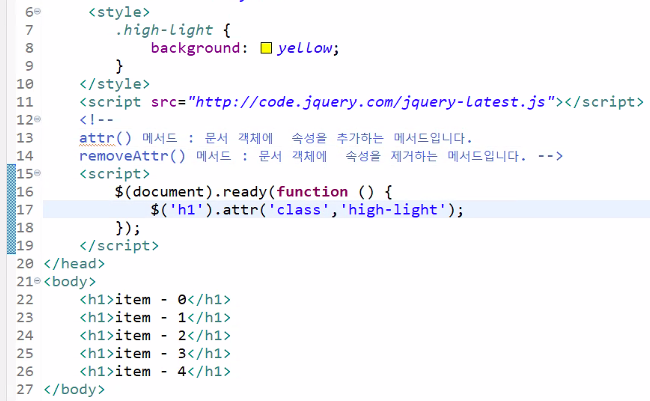 6 <style>
7 .high-light {
8 background: yellow;
9 }
10 </style>
11 <script src="http://code.jquery.com/jquery-latest.js"></script>
12 <!--
13 attr() 메서드 : 문서 객체에 속성을 추가하는 메서드입니다.
14 removeAttr() 메서드 : 문서 객체에 속성을 제거하는 메서드입니다. -->
15 <script>
16 $(document).ready(function () {
17 $('h1').attr('class','high-light');
18 });
19 </script>
20 </head>
21 <body>
22 <h1>item - 0</h1>
23 <h1>item - 1</h1>
24 <h1>item - 2</h1>
25 <h1>item - 3</h1>
26 <h1>item - 4</h1>
27 </body>